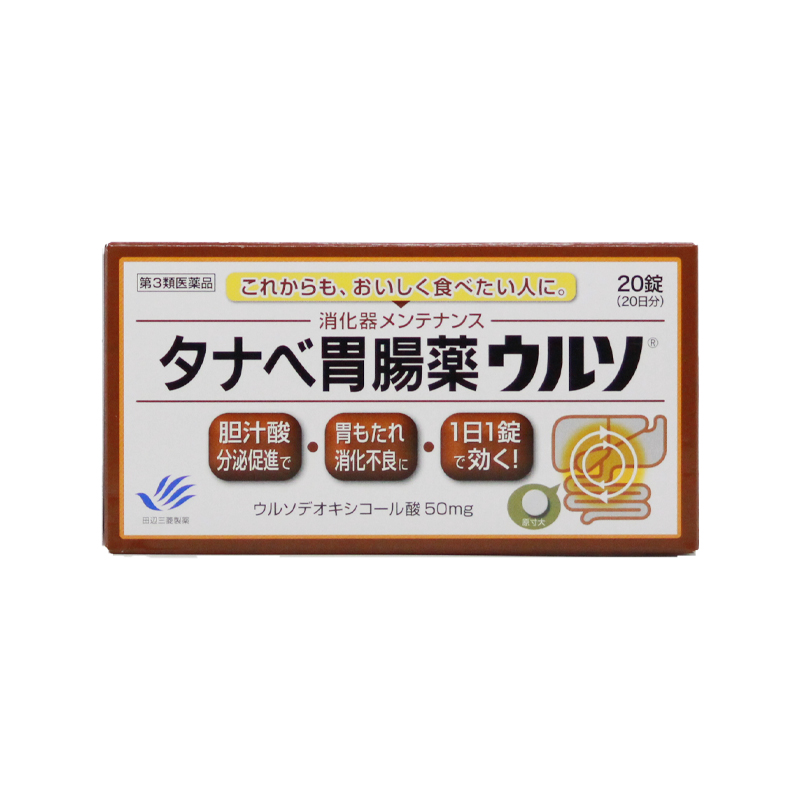 第3類医薬品
これからも、おいしく食べたい人に。
20錠
(20日分)
消化器メンテナンス
タナベ胃腸薬ウルソ®
胆汁酸
分泌促進で
・
胃もたれ
消化不良に
・
1日1錠
で効く!
ウルソデオキシコール酸 50mg
原寸大
田辺三菱製薬